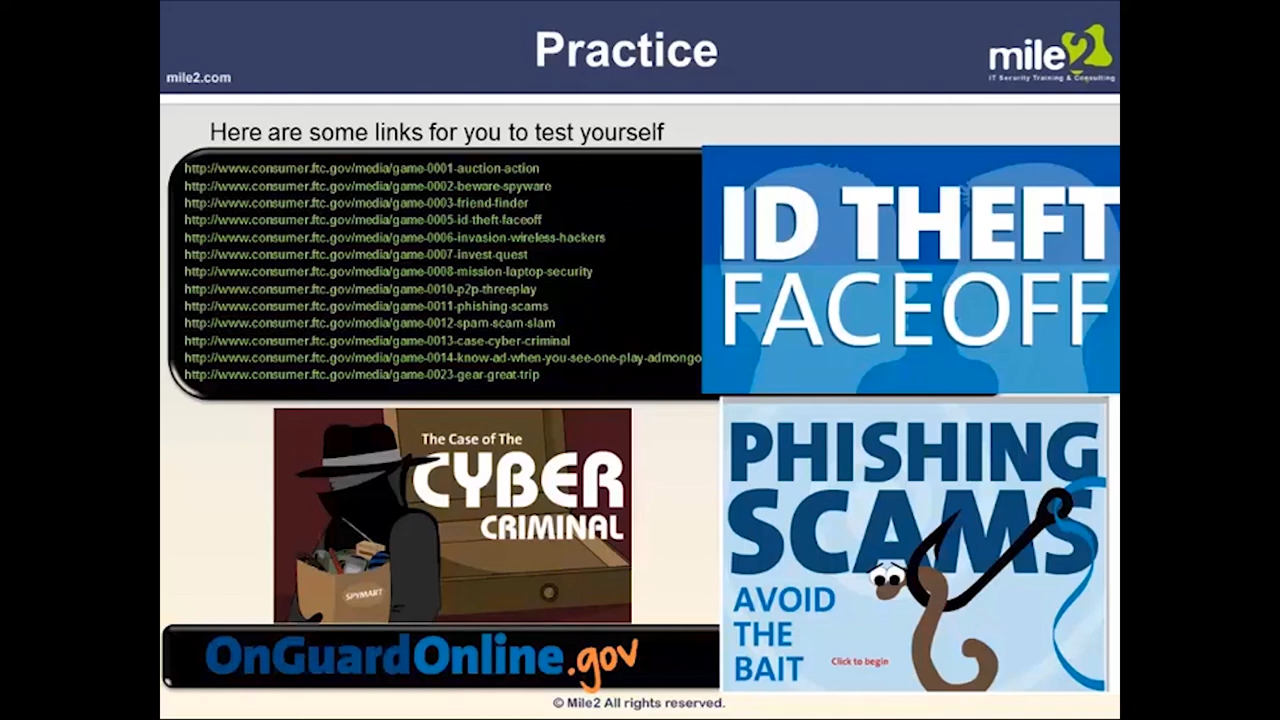 Practice
mile2.com
mile2
IT Security Training & Consulting
Here are some links for you to test yourself
http://www.consumer.ftc.gov/media/game-0001-auction-action
http://www.consumer.ftc.gov/media/game-0002-beware-spyware
http://www.consumer.ftc.gov/media/game-0003-friend-finder
http://www.consumer.ftc.gov/media/game-0005-id-theft-faceoff
http://www.consumer.ftc.gov/media/game-0006-invasion-wireless-hackers
http://www.consumer.ftc.gov/media/game-0007-invest-quest
http://www.consumer.ftc.gov/media/game-0008-mission-laptop-security
http://www.consumer.ftc.gov/media/game-0010-p2p-threeplay
http://www.consumer.ftc.gov/media/game-0011-phishing-scams
http://www.consumer.ftc.gov/media/game-0012-spam-scam-slam
http://www.consumer.ftc.gov/media/game-0013-case-cyber-criminal
http://www.consumer.ftc.gov/media/game-0014-know-ad-when-you-see-one-play-admongo
http://www.consumer.ftc.gov/media/game-0023-gear-great-trip
ID THEFT
FACEOFF
The Case of The
CYBER
CRIMINAL
SPYMART
PHISHING
SCAMS
AVOID
THE
BAIT
Click to begin
OnGuardOnline.gov
© Mile2 All rights reserved.